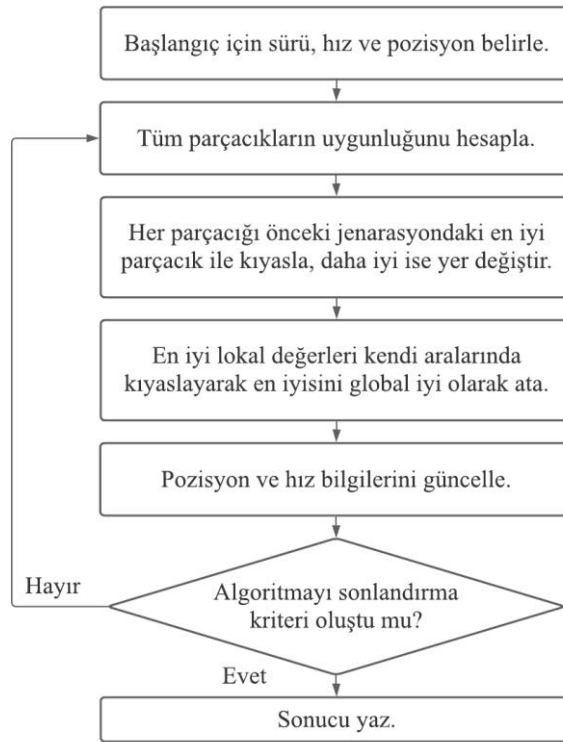 Başlangıç için sürü, hız ve pozisyon belirle.
Tüm parçacıkların uygunluğunu hesapla.
Her parçacığı önceki jenarasyondaki en iyi
parçacık ile kıyasla, daha iyi ise yer değiştir.
En iyi lokal değerleri kendi aralarında
kıyaslayarak en iyisini global iyi olarak ata.
Pozisyon ve hız bilgilerini güncelle.
Hayır
Algoritmayı sonlandırma
kriteri oluştu mu?
Evet
Sonucu yaz.